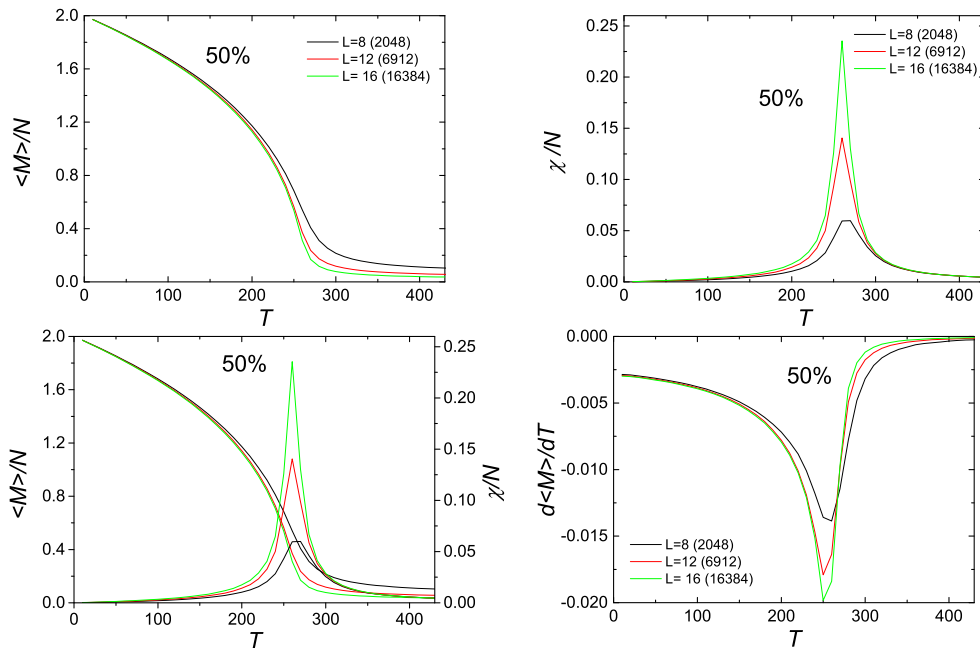 2.0
1.6
1.2
0.8
0.4
0.0
<M>/N
50%
L=8 (2048)
L=12 (6912)
L= 16 (16384)
0 100 200 300 400
T
0.25
0.20
0.15
0.10
0.05
0.00
χ/N
50%
L=8 (2048)
L=12 (6912)
L= 16 (16384)
0 100 200 300 400
T
2.0
1.6
1.2
0.8
0.4
0.0
<M>/N
50%
0.25
0.20
0.15
0.10
0.05
0.00
χ/N
0 100 200 300 400
T
0.000
-0.005
-0.010
-0.015
-0.020
d<M>/dT
50%
L=8 (2048)
L=12 (6912)
L= 16 (16384)
0 100 200 300 400
T